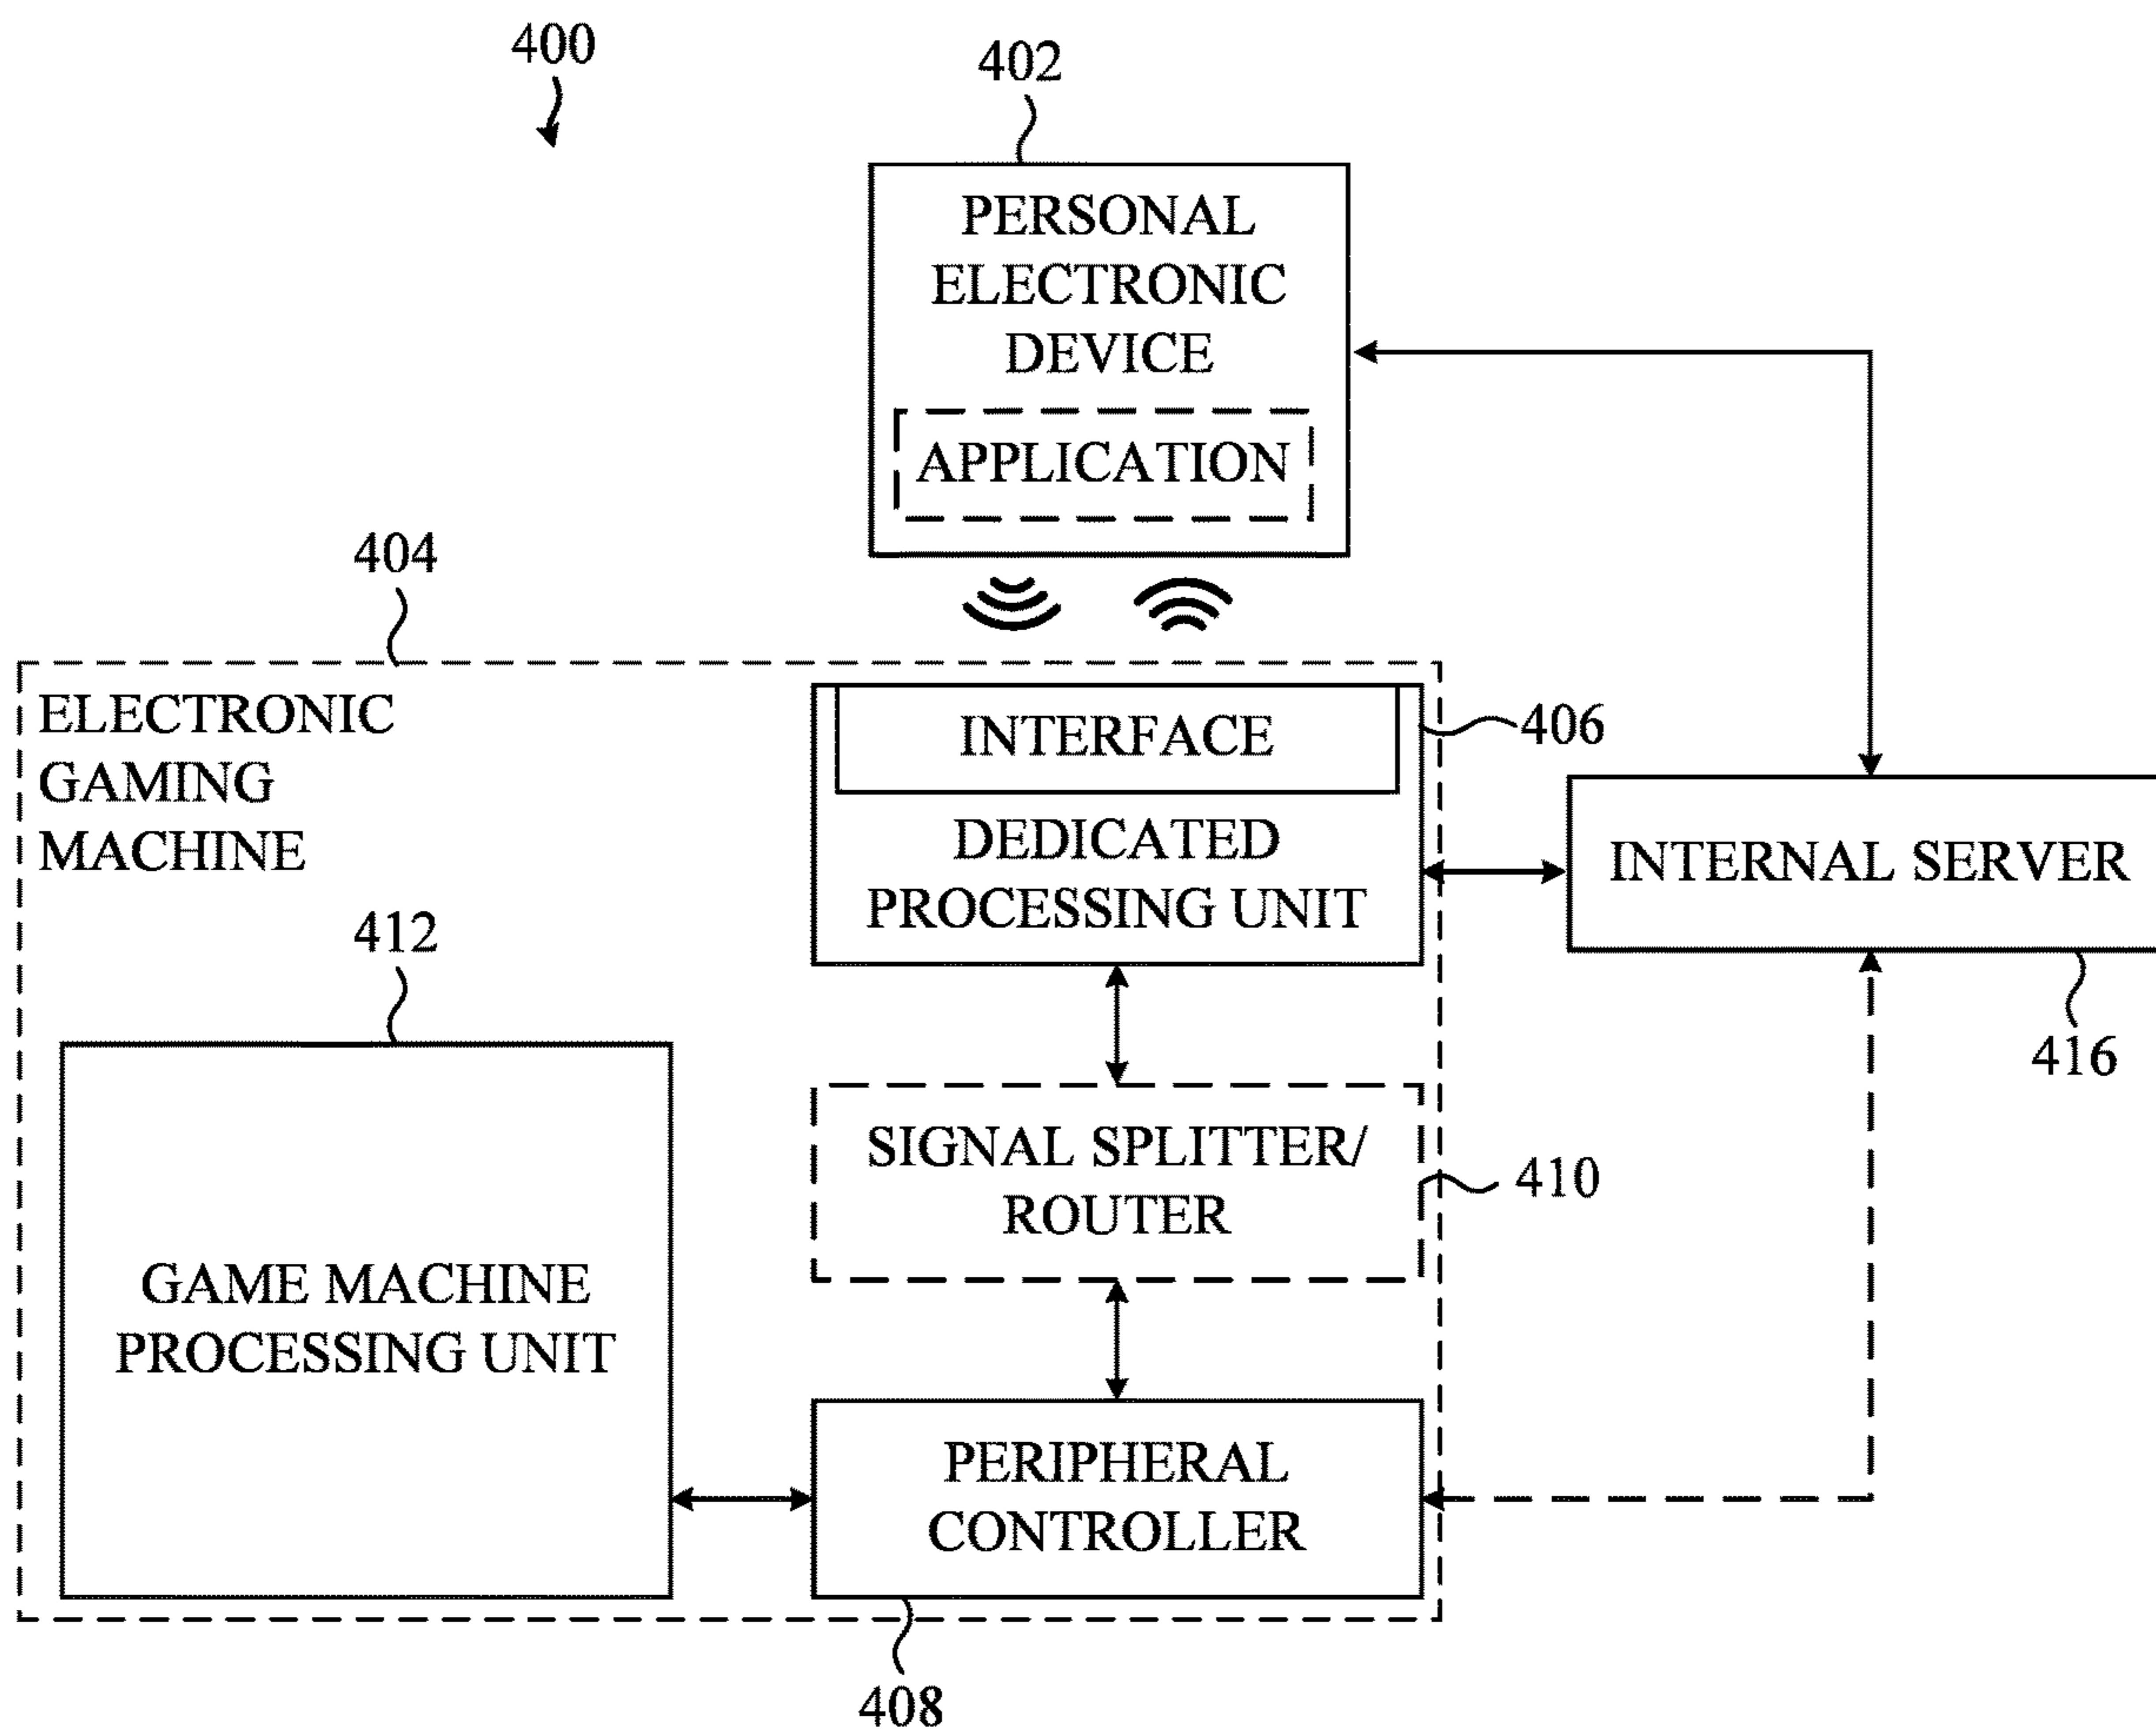 400
402
PERSONAL
ELECTRONIC
DEVICE
APPLICATION
404
ELECTRONIC
GAMING
MACHINE
INTERFACE
406
DEDICATED
PROCESSING UNIT
INTERNAL SERVER
416
412
GAME MACHINE
PROCESSING UNIT
SIGNAL SPLITTER/
ROUTER
410
PERIPHERAL
CONTROLLER
408